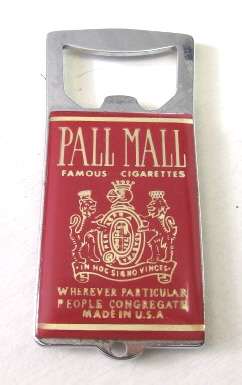 PALL MALL
FAMOUS CIGARETTES
IN HOC SIGNO VINCES
WHEREVER PARTICULAR
PEOPLE CONGREGATE
MADE IN U.S.A